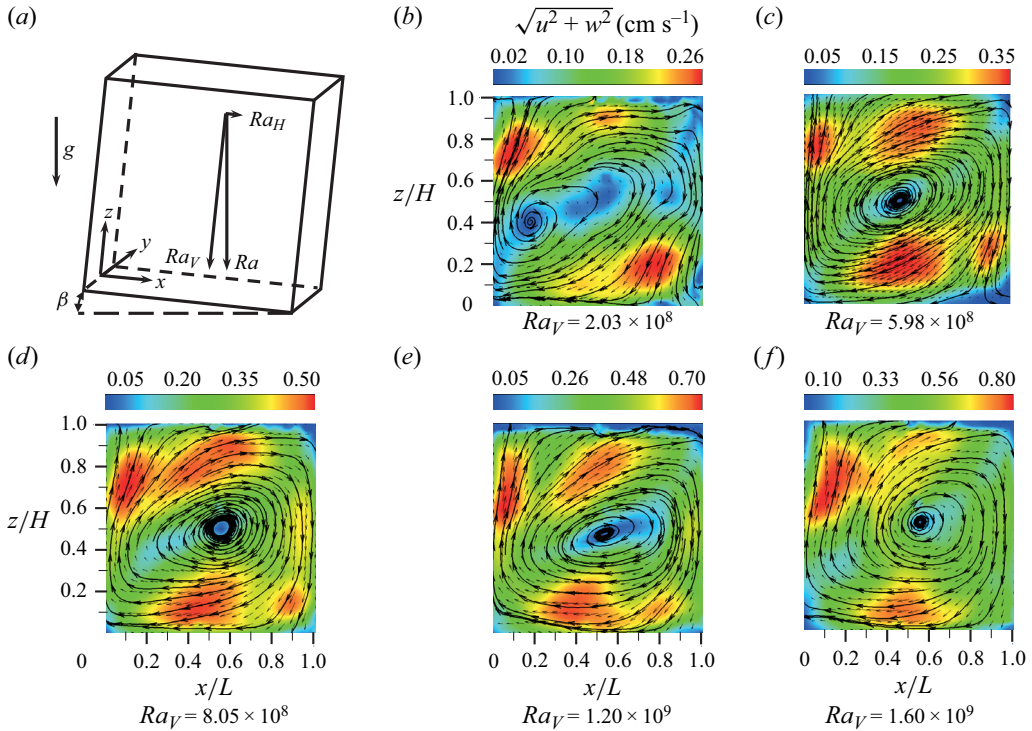 (a)
g
Ra_H
Ra_V
Ra
z
y
x
β
(b)
√u² + w² (cm s⁻¹)
0.02 0.10 0.18 0.26
z/H
1.0
0.8
0.6
0.4
0.2
0
Ra_V = 2.03 × 10⁸
(c)
0.05 0.15 0.25 0.35
Ra_V = 5.98 × 10⁸
(d)
0.05 0.20 0.35 0.50
z/H
1.0
0.8
0.6
0.4
0.2
0 0.2 0.4 0.6 0.8 1.0
x/L
Ra_V = 8.05 × 10⁸
(e)
0.05 0.26 0.48 0.70
0 0.2 0.4 0.6 0.8 1.0
x/L
Ra_V = 1.20 × 10⁹
(f)
0.10 0.33 0.56 0.80
0 0.2 0.4 0.6 0.8 1.0
x/L
Ra_V = 1.60 × 10⁹